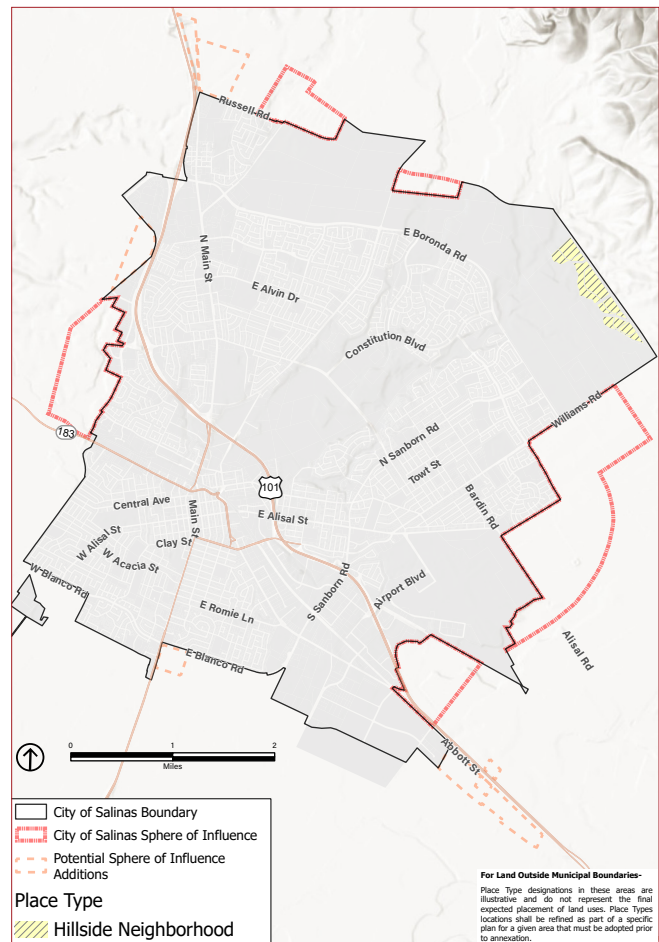 Russell Rd
E Boronda Rd
N Main St
E Alvin Dr
Constitution Blvd
Williams Rd
N Sanborn Rd
183
Towt St
Bardin Rd
101
Central Ave
Main St
E Alisal St
W Alisal St
Clay St
W Acacia St
W Blanco Rd
S Sanborn Rd
Airport Blvd
E Romie Ln
Alisal Rd
E Blanco Rd
Abbott St
0 1 2
Miles
City of Salinas Boundary
City of Salinas Sphere of Influence
Potential Sphere of Influence
Additions
Place Type
Hillside Neighborhood
For Land Outside Municipal Boundaries-
Place Type designations in these areas are
illustrative and do not represent the final
expected placement of land uses. Place Types
locations shall be refined as part of a specific
plan for a given area that must be adopted prior
to annexation.